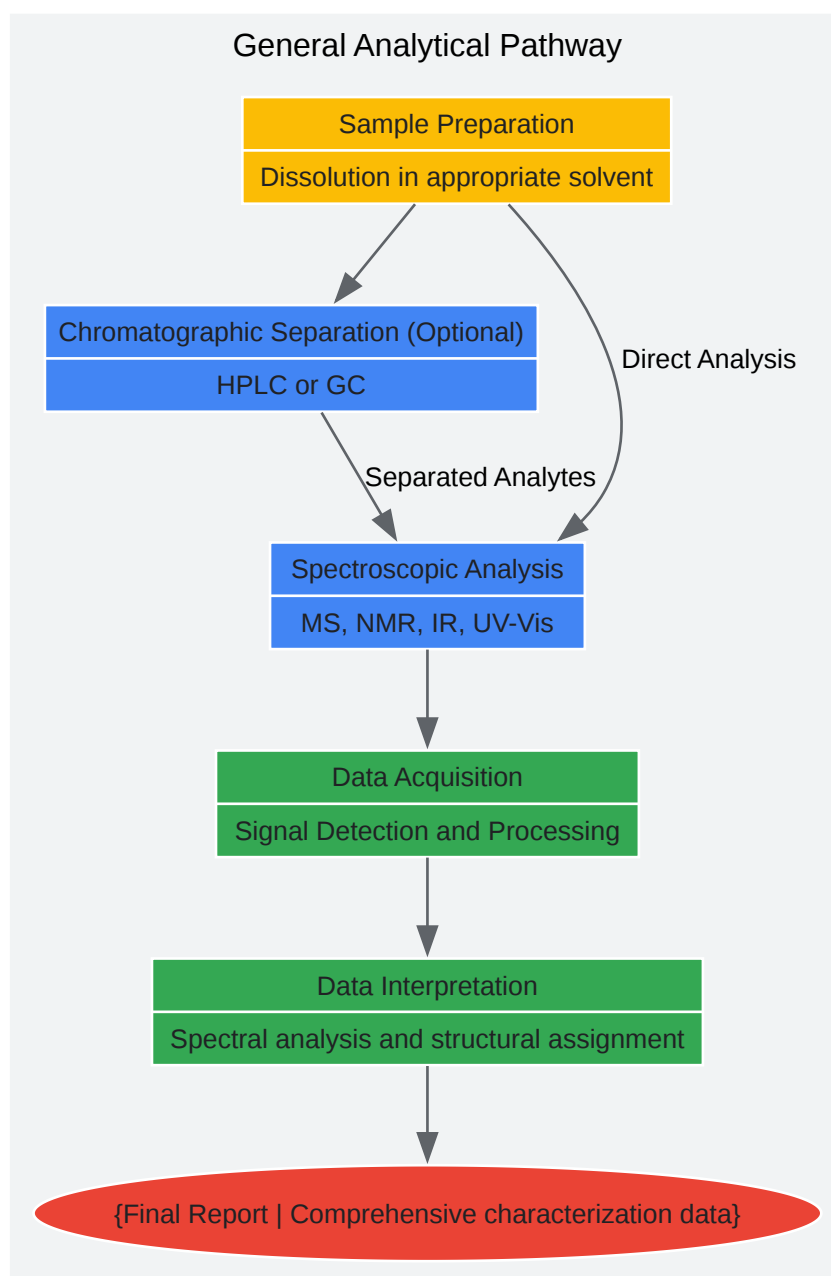 General Analytical Pathway
Sample Preparation
Dissolution in appropriate solvent
Chromatographic Separation (Optional)
HPLC or GC
Direct Analysis
Separated Analytes
Spectroscopic Analysis
MS, NMR, IR, UV-Vis
Data Acquisition
Signal Detection and Processing
Data Interpretation
Spectral analysis and structural assignment
{Final Report | Comprehensive characterization data}